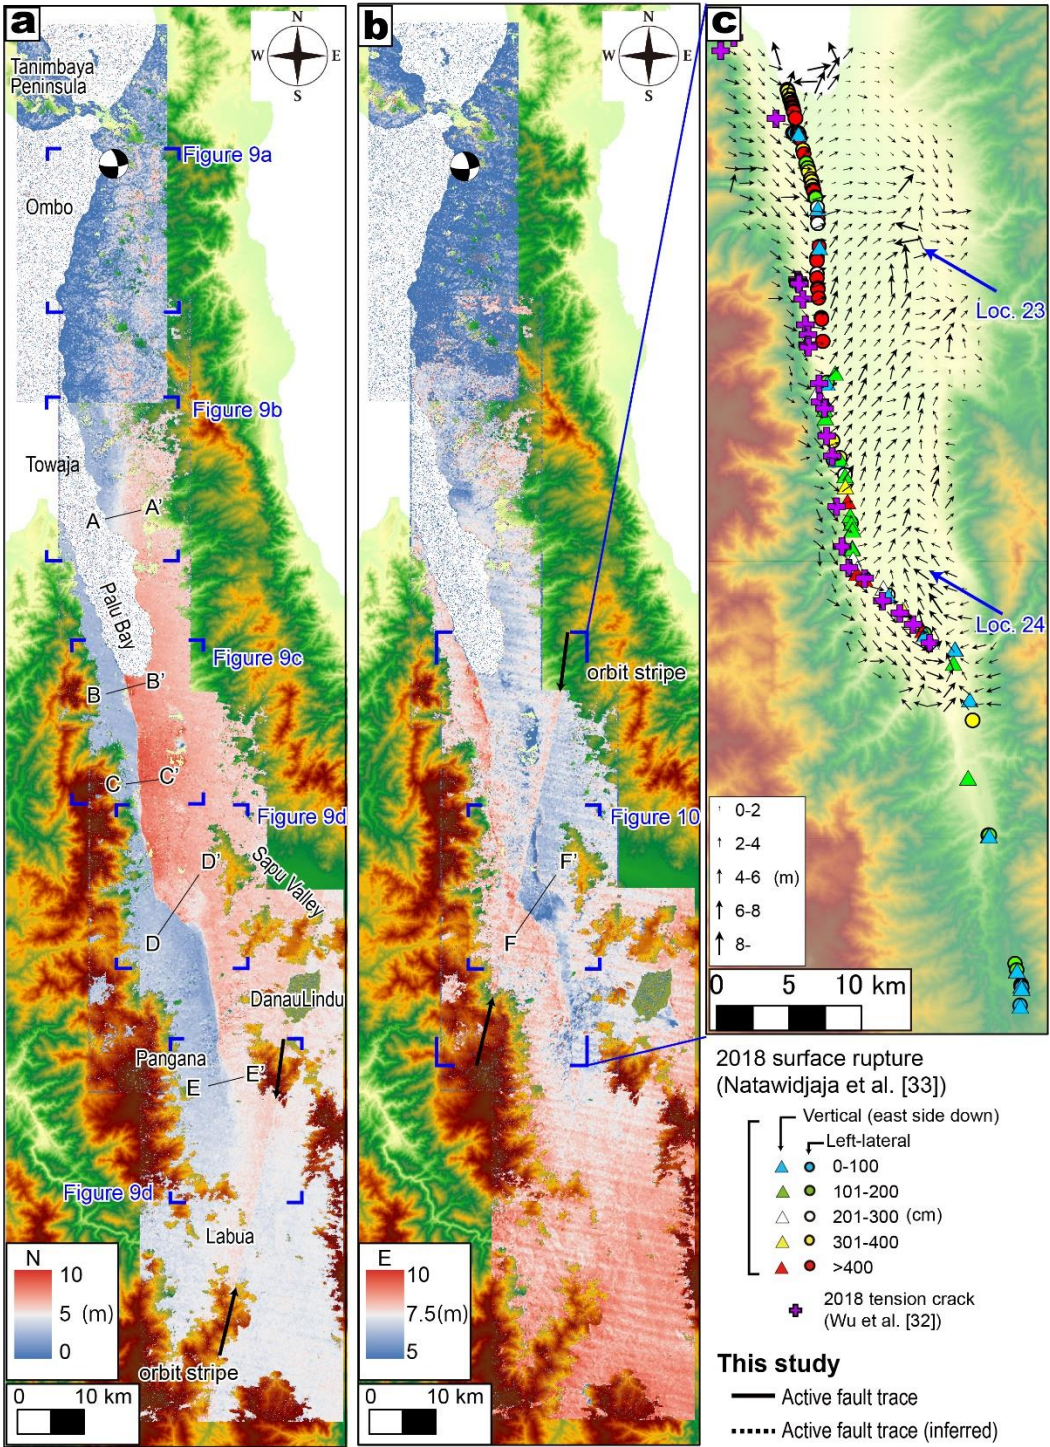 a
N
W E
S
Tanimbaya
Peninsula
Figure 9a
Ombo
Figure 9b
Towaja
A A'
Palu Bay
Figure 9c
B B'
C C'
Figure 9d
D'
Sapu Valley
D
DanauLindu
Pangana
E E'
Figure 9d
Labua
N
10
5 (m)
0
orbit stripe
0 10 km
b
N
W E
S
orbit stripe
Figure 10
F'
F
E
10
7.5(m)
5
0 10 km
c
Loc. 23
Loc. 24
0-2
2-4
4-6 (m)
6-8
8-
0 5 10 km
2018 surface rupture
(Natawidjaja et al. [33])
Vertical (east side down)
Left-lateral
0-100
101-200
201-300 (cm)
301-400
>400
2018 tension crack
(Wu et al. [32])
This study
Active fault trace
Active fault trace (inferred)